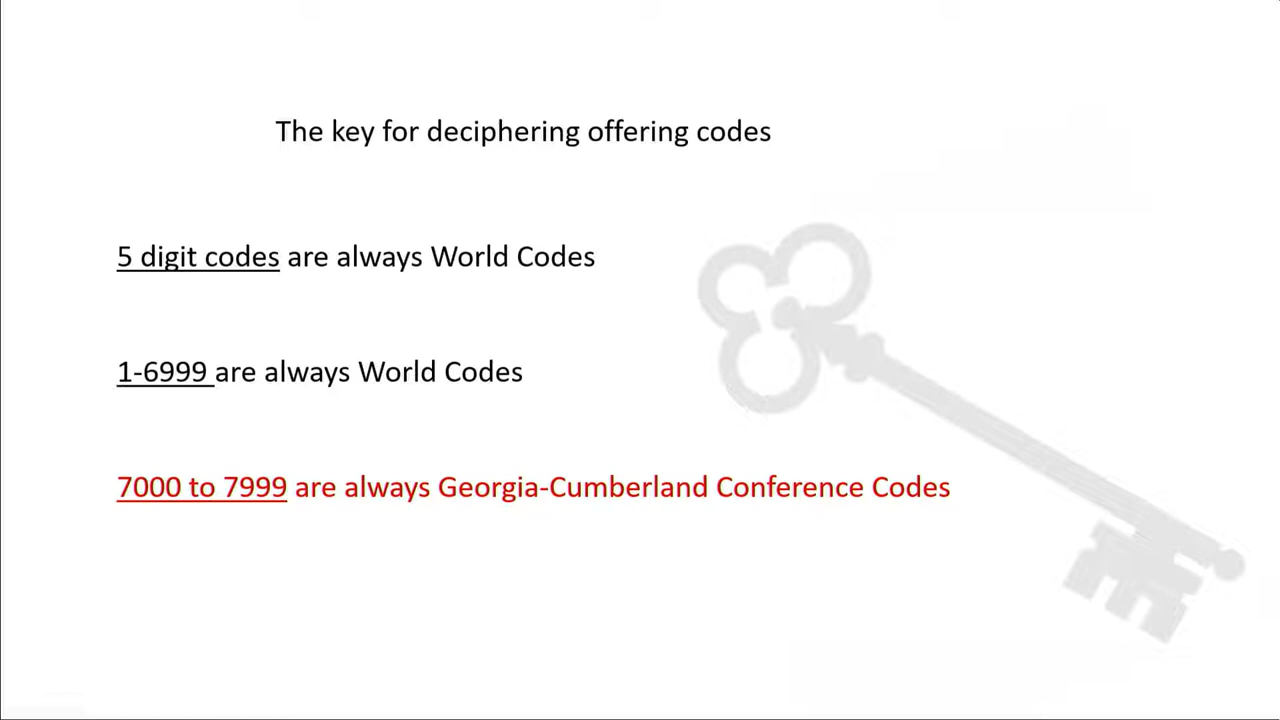 The key for deciphering offering codes
5 digit codes are always World Codes
1-6999 are always World Codes
7000 to 7999 are always Georgia-Cumberland Conference Codes